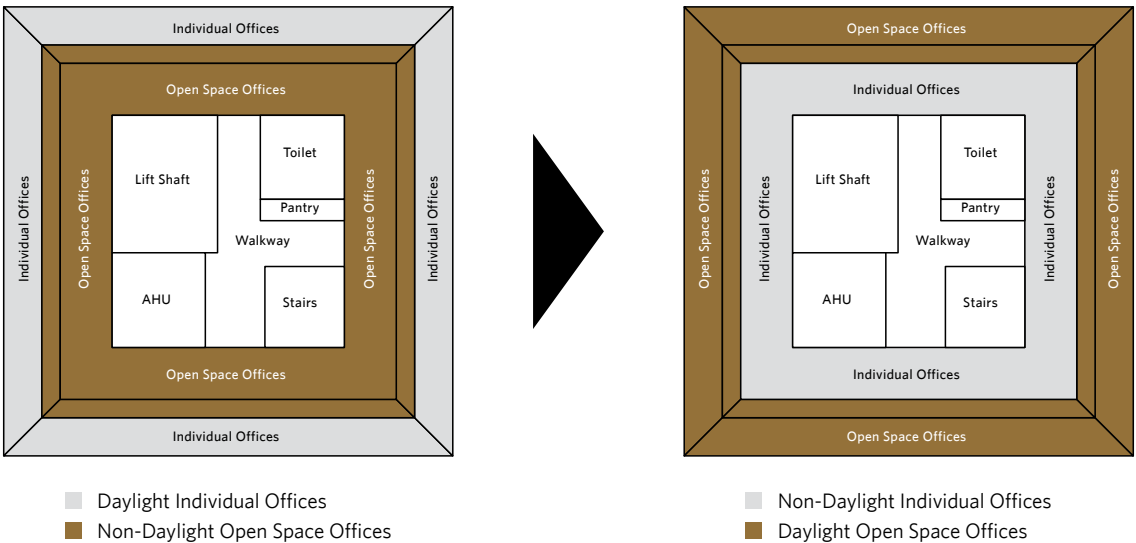 Individual Offices
Open Space Offices
Individual Offices
Open Space Offices
Lift Shaft
Toilet
Pantry
Walkway
AHU
Stairs
Open Space Offices
Individual Offices
Open Space Offices
Individual Offices
Daylight Individual Offices
Non-Daylight Open Space Offices
Open Space Offices
Individual Offices
Open Space Offices
Individual Offices
Lift Shaft
Toilet
Pantry
Walkway
AHU
Stairs
Individual Offices
Open Space Offices
Individual Offices
Open Space Offices
Non-Daylight Individual Offices
Daylight Open Space Offices